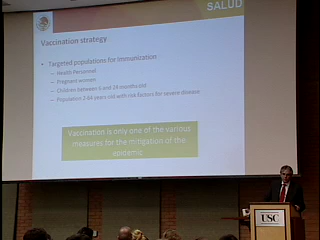 SALUD
Vaccination strategy
• Targeted populations for Immunization
— Health Personnel
— Pregnant women
— Children between 6 and 24 months old
— Population 2-64 years old with risk factors for severe disease
Vaccination is only one of the various
measures for the mitigation of the
epidemic
USC